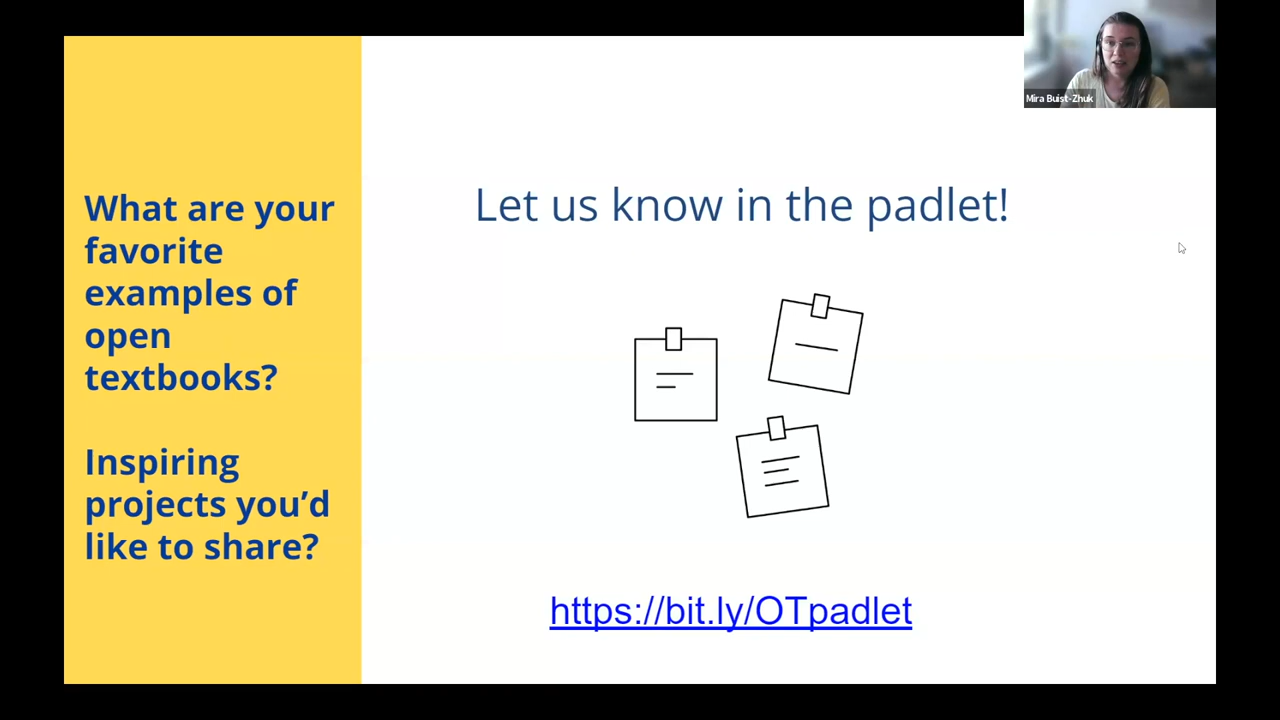 What are your
favorite
examples of
open
textbooks?
Inspiring
projects you’d
like to share?
Let us know in the padlet!
https://bit.ly/OTpadlet
Mira Buist-Zhuk